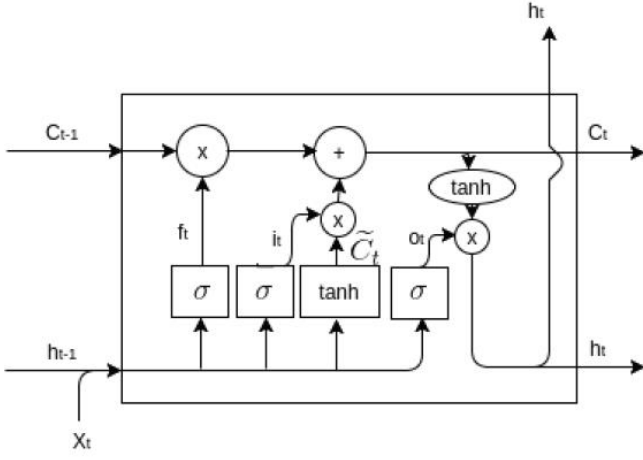 hₜ
Cₜ₋₁ x + Cₜ
tanh
fₜ iₜ x C̃ₜ oₜ x
σ σ tanh σ
hₜ₋₁ hₜ
Xₜ